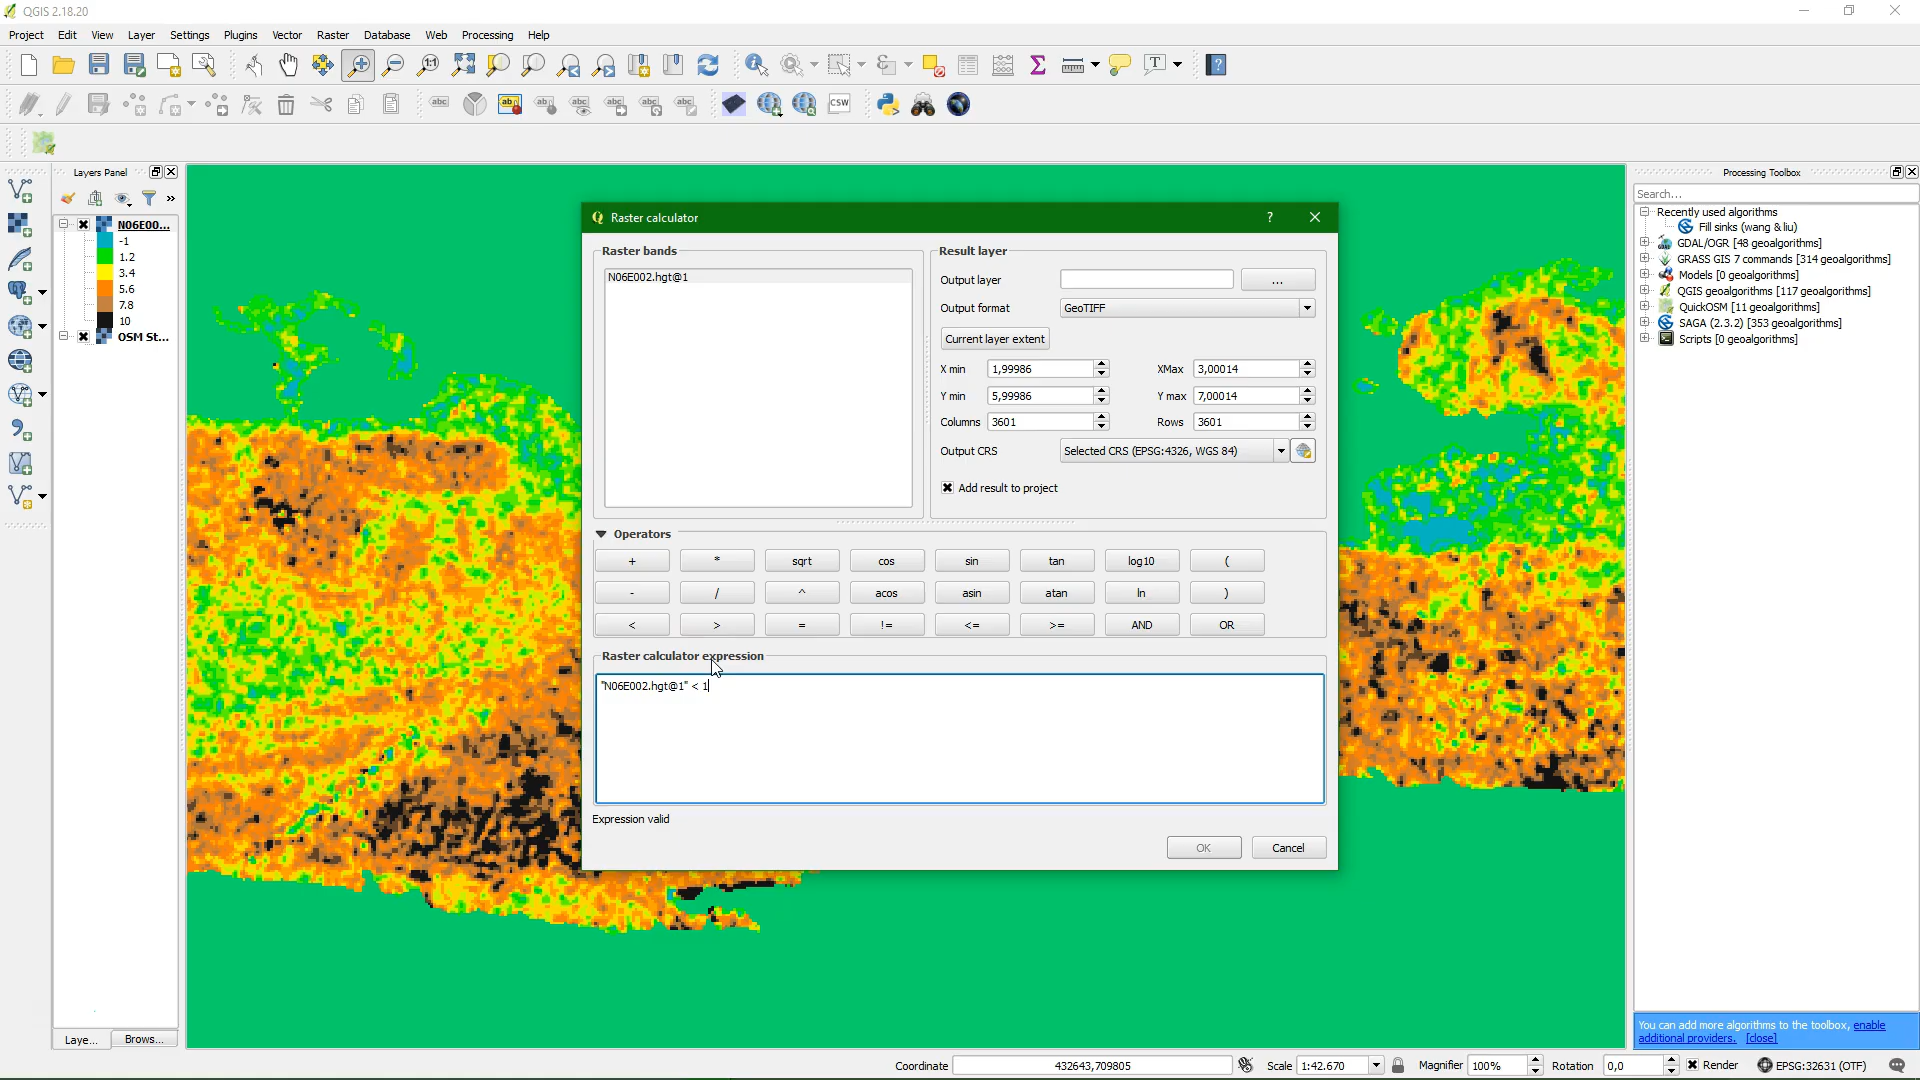 QGIS 2.18.20
Project Edit View Layer Settings Plugins Vector Raster Database Web Processing Help
CSW
Layers Panel
N06E00...
-1
1.2
3.4
5.6
7.8
10
OSM St...
Laye...
Brows...
Raster calculator
?
Raster bands
N06E002.hgt@1
Result layer
Output layer
...
Output format GeoTIFF
Current layer extent
X min 1,99986 XMax 3,00014
Y min 5,99986 Y max 7,00014
Columns 3601 Rows 3601
Output CRS Selected CRS (EPSG:4326, WGS 84)
Add result to project
Operators
+ * sqrt cos sin tan log10 (
- / ^ acos asin atan ln )
< > = != <= >= AND OR
Raster calculator expression
"N06E002.hgt@1" < 1
Expression valid
OK Cancel
Processing Toolbox
Search...
Recently used algorithms
Fill sinks (wang & liu)
GDAL/OGR [48 geoalgorithms]
GRASS GIS 7 commands [314 geoalgorithms]
Models [0 geoalgorithms]
QGIS geoalgorithms [117 geoalgorithms]
QuickOSM [11 geoalgorithms]
SAGA (2.3.2) [353 geoalgorithms]
Scripts [0 geoalgorithms]
You can add more algorithms to the toolbox, enable
additional providers. [close]
Coordinate 432643,709805 Scale 1:42.670 Magnifier 100% Rotation 0,0 Render EPSG:32631 (OTF)